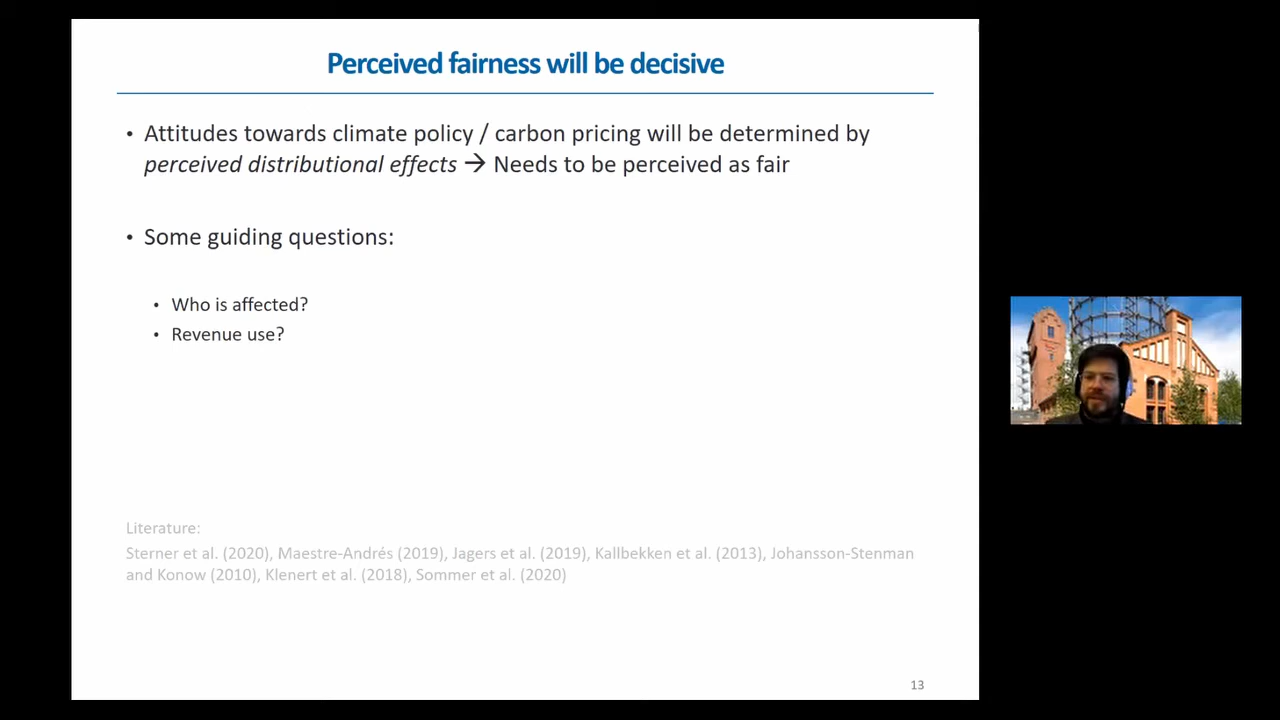 Perceived fairness will be decisive
• Attitudes towards climate policy / carbon pricing will be determined by
perceived distributional effects → Needs to be perceived as fair
• Some guiding questions:
• Who is affected?
• Revenue use?
Literature:
Sterner et al. (2020), Maestre-Andrés (2019), Jagers et al. (2019), Kallbekken et al. (2013), Johansson-Stenman
and Konow (2010), Klenert et al. (2018), Sommer et al. (2020)
13